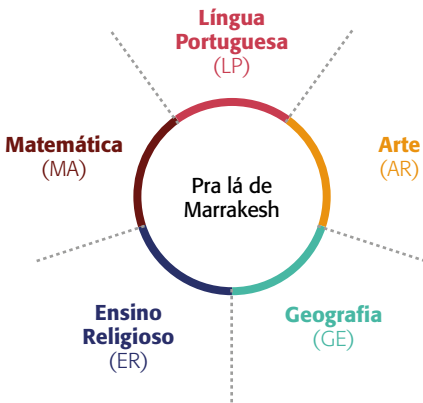 Língua
Portuguesa
(LP)
Matemática
(MA)
Arte
(AR)
Pra lá de
Marrakesh
Ensino
Religioso
(ER)
Geografia
(GE)